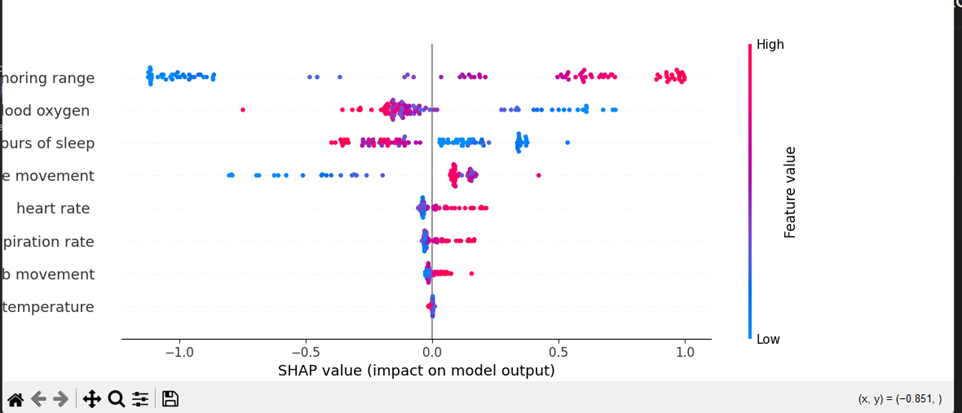 High
noring range
lood oxygen
ours of sleep
e movement
heart rate
piration rate
b movement
temperature
Feature value
Low
−1.0 −0.5 0.0 0.5 1.0
SHAP value (impact on model output)
(x, y) = (−0.851, )